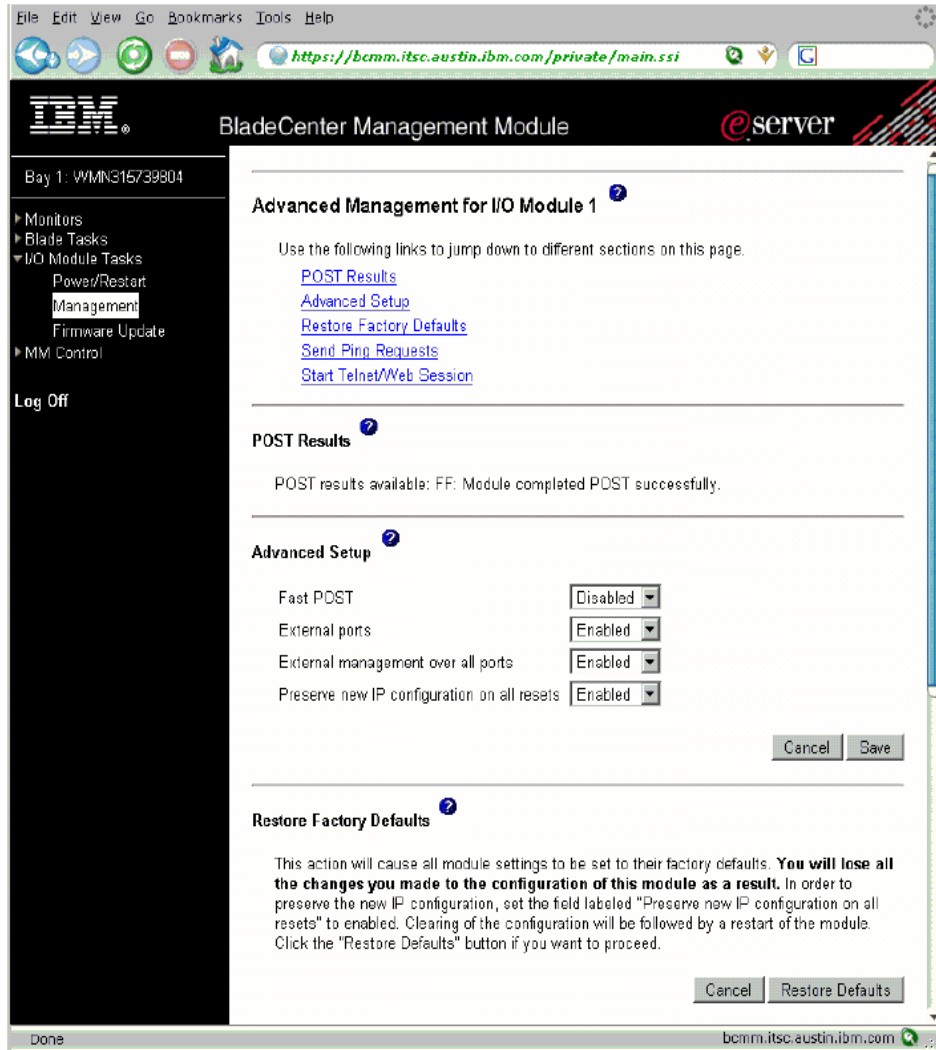 File Edit View Go Bookmarks Tools Help
https://bcmm.itsc.austin.ibm.com/private/main.ssi
G
IBM®
BladeCenter Management Module
e server
Bay 1: WMN315739804
Monitors
Blade Tasks
I/O Module Tasks
Power/Restart
Management
Firmware Update
MM Control
Log Off
Advanced Management for I/O Module 1 ?
Use the following links to jump down to different sections on this page.
POST Results
Advanced Setup
Restore Factory Defaults
Send Ping Requests
Start Telnet/Web Session
POST Results ?
POST results available: FF: Module completed POST successfully.
Advanced Setup ?
Fast POST Disabled
External ports Enabled
External management over all ports Enabled
Preserve new IP configuration on all resets Enabled
Cancel Save
Restore Factory Defaults ?
This action will cause all module settings to be set to their factory defaults. You will lose all
the changes you made to the configuration of this module as a result. In order to
preserve the new IP configuration, set the field labeled "Preserve new IP configuration on all
resets" to enabled. Clearing of the configuration will be followed by a restart of the module.
Click the "Restore Defaults" button if you want to proceed.
Cancel Restore Defaults
Done bcmm.itsc.austin.ibm.com